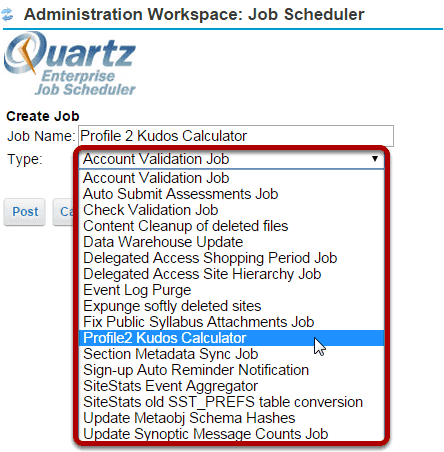 Administration Workspace: Job Scheduler
Quartz
Enterprise
Job Scheduler
Create Job
Job Name: Profile 2 Kudos Calculator
Type: Account Validation Job
Account Validation Job
Auto Submit Assessments Job
Check Validation Job
Content Cleanup of deleted files
Data Warehouse Update
Delegated Access Shopping Period Job
Delegated Access Site Hierarchy Job
Event Log Purge
Expunge softly deleted sites
Fix Public Syllabus Attachments Job
Profile2 Kudos Calculator
Section Metadata Sync Job
Sign-up Auto Reminder Notification
SiteStats Event Aggregator
SiteStats old SST_PREFS table conversion
Update Metaobj Schema Hashes
Update Synoptic Message Counts Job
Post